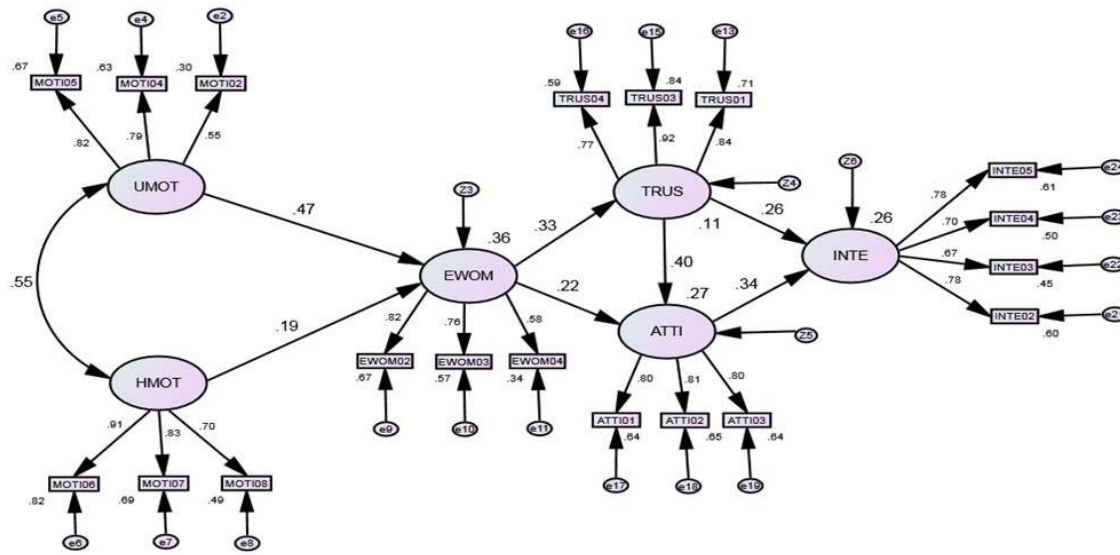 e5 e4 e2
.67 MOTI05 .63 MOTI04 .30 MOTI02
.82 .79 .55
UMOT
e16 e15 e13
.59 TRUS04 .84 TRUS03 .71 TRUS01
.77 .92 .84
TRUS
Z4
Z6
.47
Z3
.36
.33
.11
.26
.26
INTE
.78 INTE05 e24
.61
.70 INTE04 e23
.50
.67 INTE03 e22
.45
.78 INTE02 e21
.60
.55
EWOM
.40
.22
.27
.34
.19
ATTI
Z5
.82 .76 .58
EWOM02 EWOM03 EWOM04
.67 .57 .34
e9 e10 e11
HMOT
.80 .81 .80
ATTI01 ATTI02 ATTI03
.64 .65 .64
e17 e18 e19
.91 .83 .70
MOTI06 MOTI07 MOTI08
.82 .69 .49
e6 e7 e8